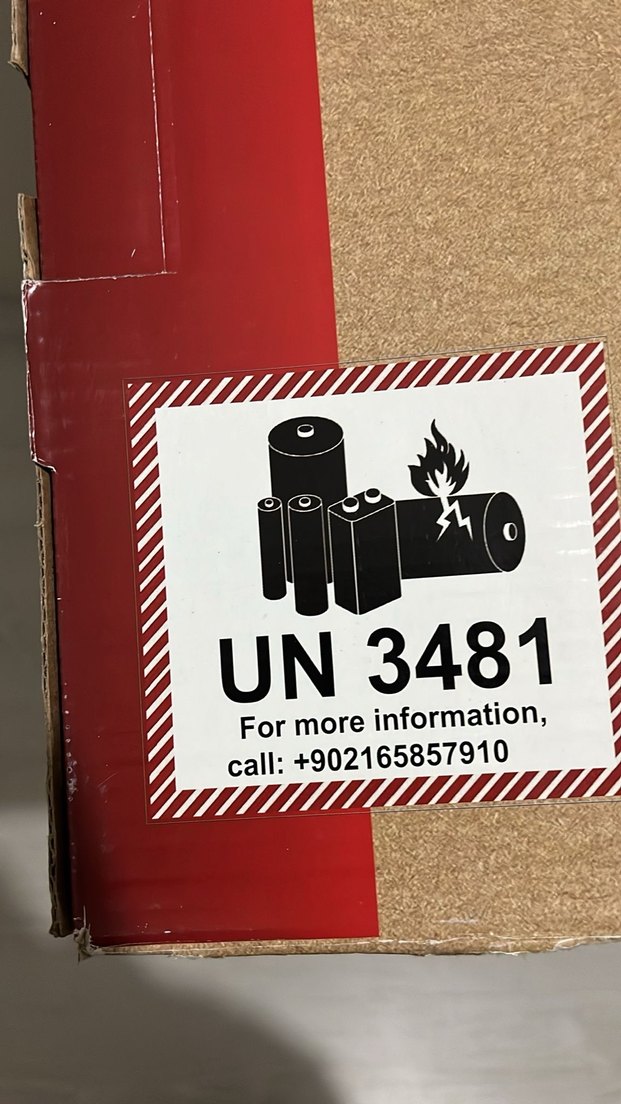 UN 3481
For more information,
call: +902165857910